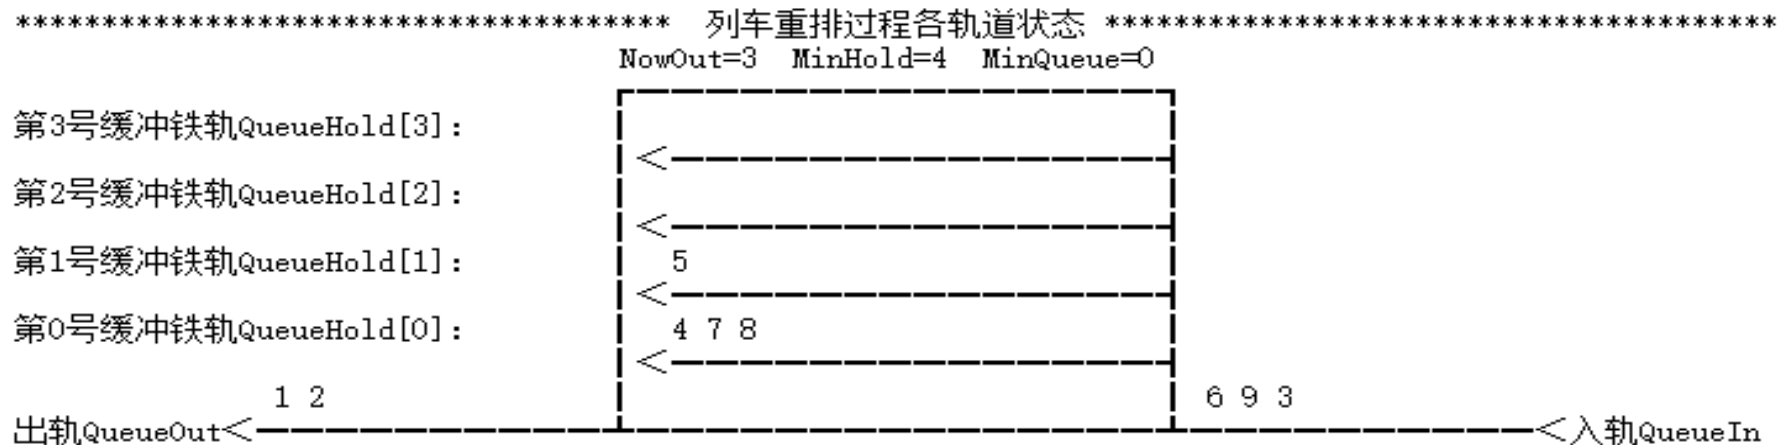 ************************************** 列车重排过程各轨道状态 ***************************************
NowOut=3 MinHold=4 MinQueue=0
第3号缓冲铁轨QueueHold[3]:
第2号缓冲铁轨QueueHold[2]:
第1号缓冲铁轨QueueHold[1]: 5
第0号缓冲铁轨QueueHold[0]: 4 7 8
1 2 6 9 3
出轨QueueOut< <入轨QueueIn